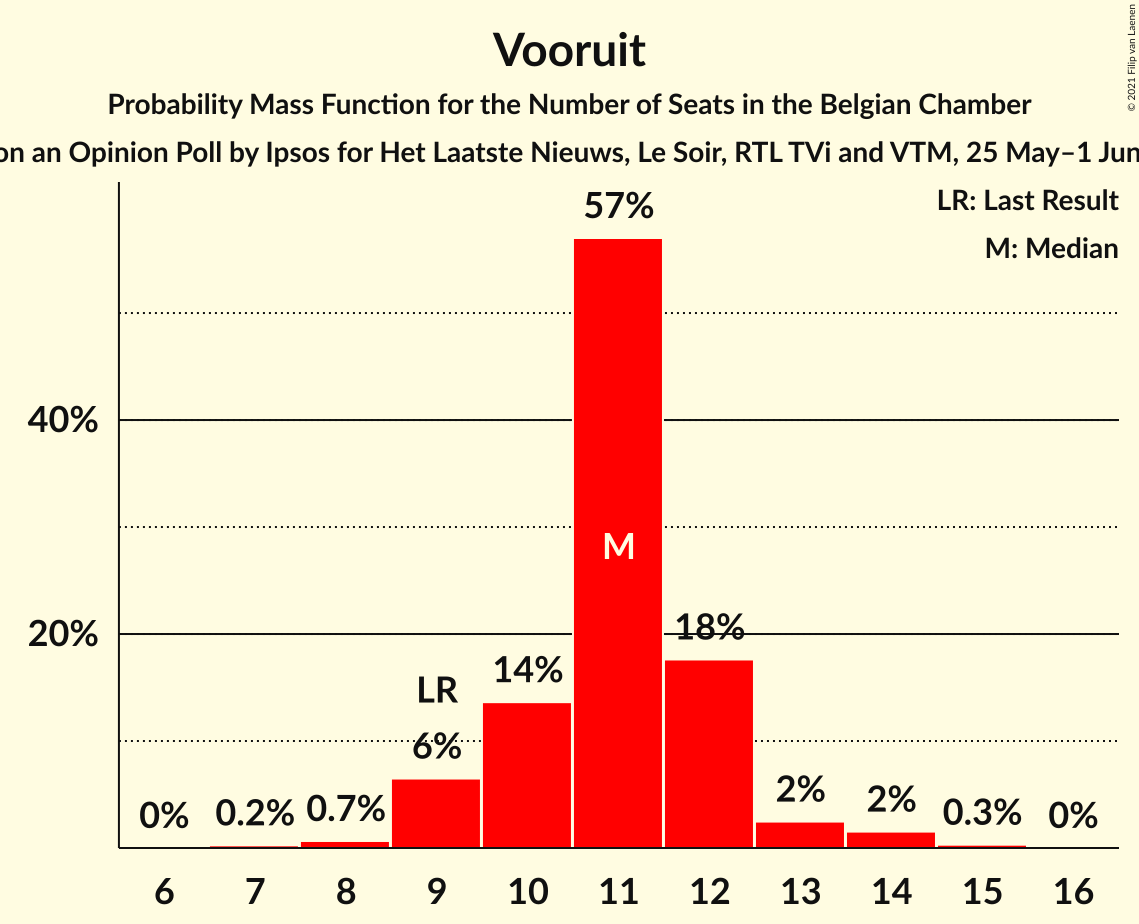 Vooruit
Probability Mass Function for the Number of Seats in the Belgian Chamber
on an Opinion Poll by Ipsos for Het Laatste Nieuws, Le Soir, RTL TVi and VTM, 25 May–1 Jun
© 2021 Filip van Laenen
LR: Last Result
M: Median
57%
40%
M
20%
18%
14%
LR
6%
0%
0.2%
0.7%
2%
2%
0.3%
0%
6 7 8 9 10 11 12 13 14 15 16